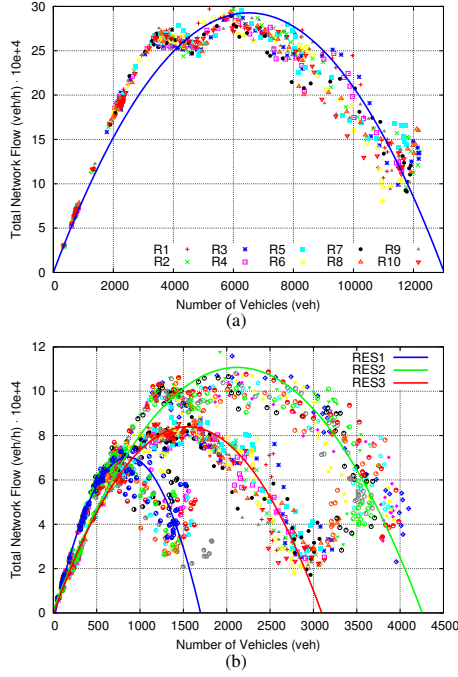 30
25
20
15
10
5
0
Total Network Flow (veh/h) · 10e+4
R1 R3 R5 R7 R9
R2 R4 R6 R8 R10
0 2000 4000 6000 8000 10000 12000
Number of Vehicles (veh)
(a)
12
10
8
6
4
2
0
Total Network Flow (veh/h) · 10e+4
RES1
RES2
RES3
0 500 1000 1500 2000 2500 3000 3500 4000 4500
Number of Vehicles (veh)
(b)